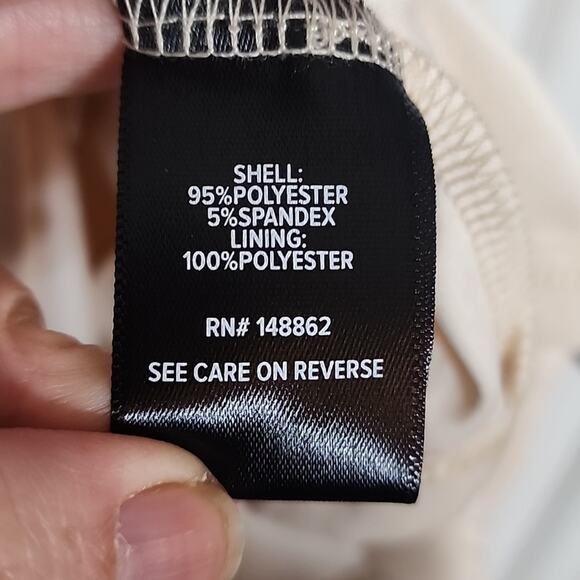 SHELL:
95%POLYESTER
5%SPANDEX
LINING:
100%POLYESTER
RN# 148862
SEE CARE ON REVERSE